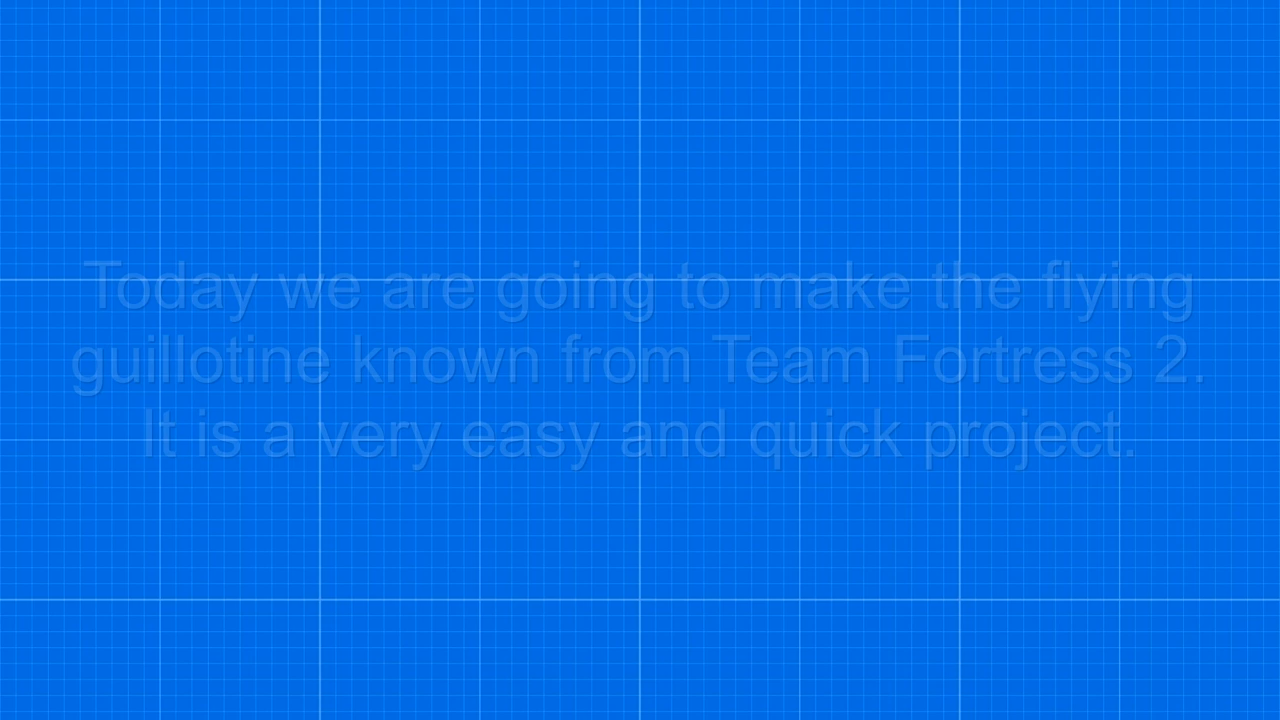 Today we are going to make the flying
guillotine known from Team Fortress 2.
It is a very easy and quick project.